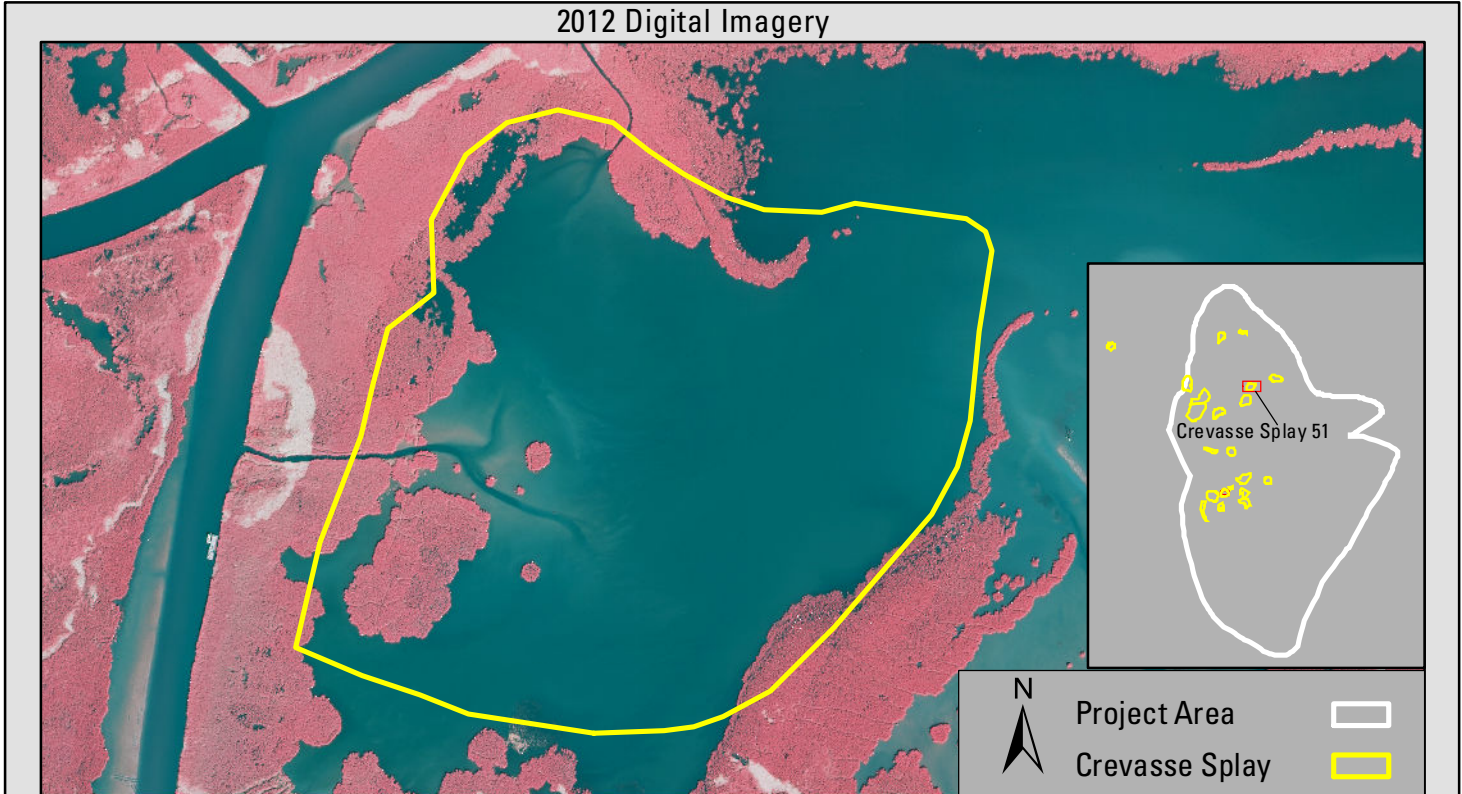 2012 Digital Imagery
Crevasse Splay 51
N
Project Area
Crevasse Splay